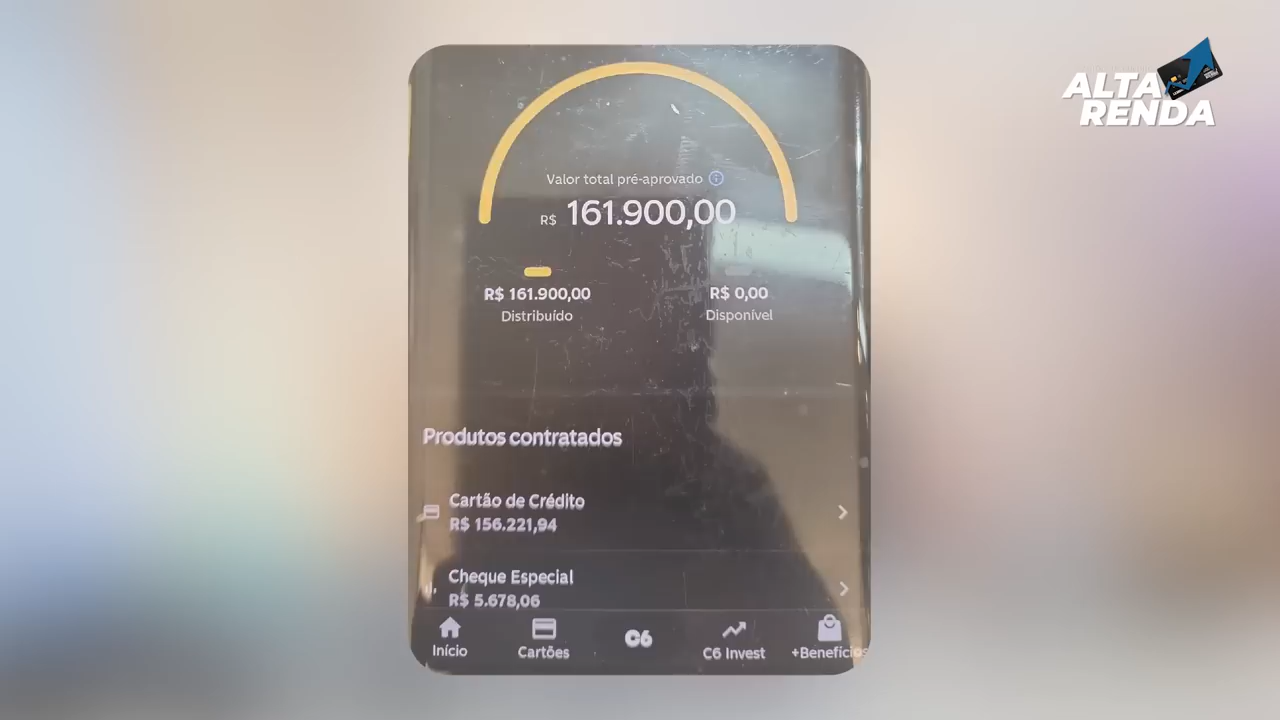 ALTA
RENDA
Valor total pré-aprovado
R$ 161.900,00
R$ 161.900,00
Distribuído
R$ 0,00
Disponível
Produtos contratados
Cartão de Crédito
R$ 156.221,94
Cheque Especial
R$ 5.678,06
Início
Cartões
C6
C6 Invest
+Benefícios